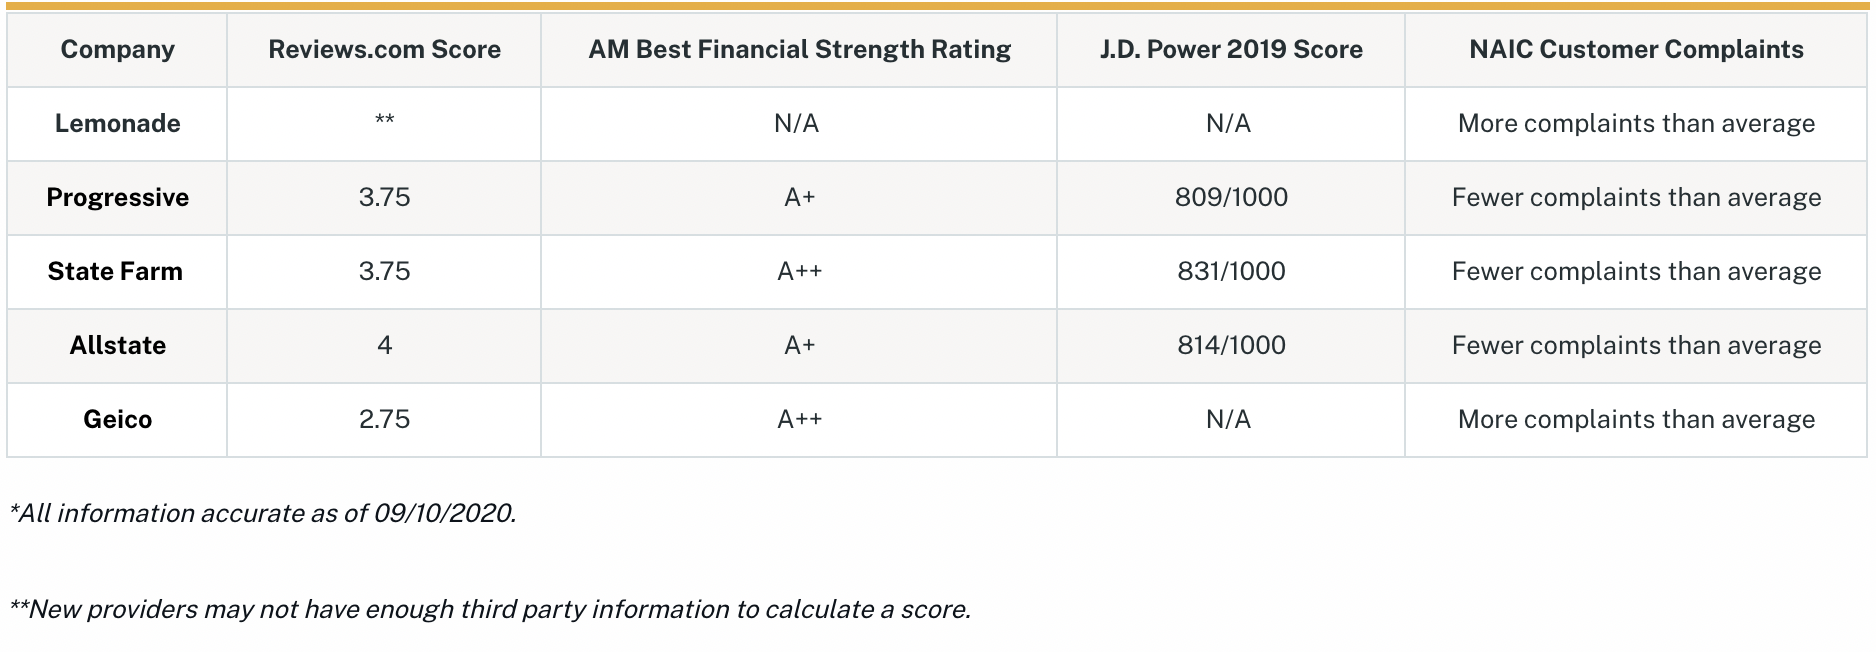 Company Reviews.com Score AM Best Financial Strength Rating J.D. Power 2019 Score NAIC Customer Complaints
Lemonade ** N/A N/A More complaints than average
Progressive 3.75 A+ 809/1000 Fewer complaints than average
State Farm 3.75 A++ 831/1000 Fewer complaints than average
Allstate 4 A+ 814/1000 Fewer complaints than average
Geico 2.75 A++ N/A More complaints than average
*All information accurate as of 09/10/2020.
**New providers may not have enough third party information to calculate a score.